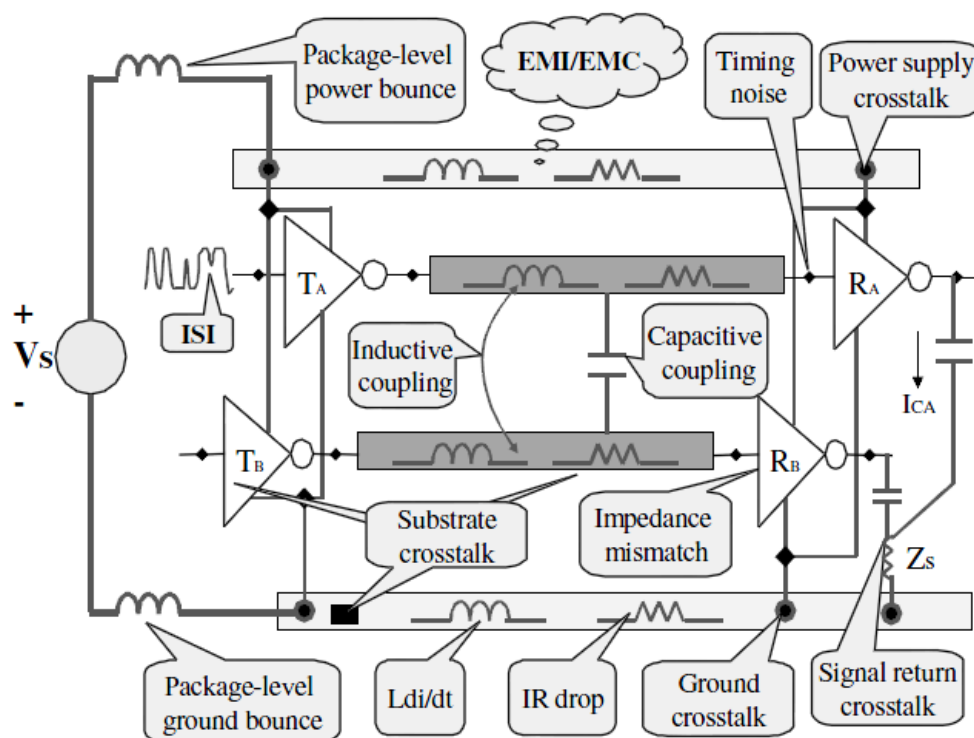 Package-level
power bounce
EMI/EMC
Timing
noise
Power supply
crosstalk
TA
RA
ISI
+
Vs
-
Inductive
coupling
Capacitive
coupling
ICA
TB
RB
Substrate
crosstalk
Impedance
mismatch
Zs
Package-level
ground bounce
Ldi/dt
IR drop
Ground
crosstalk
Signal return
crosstalk